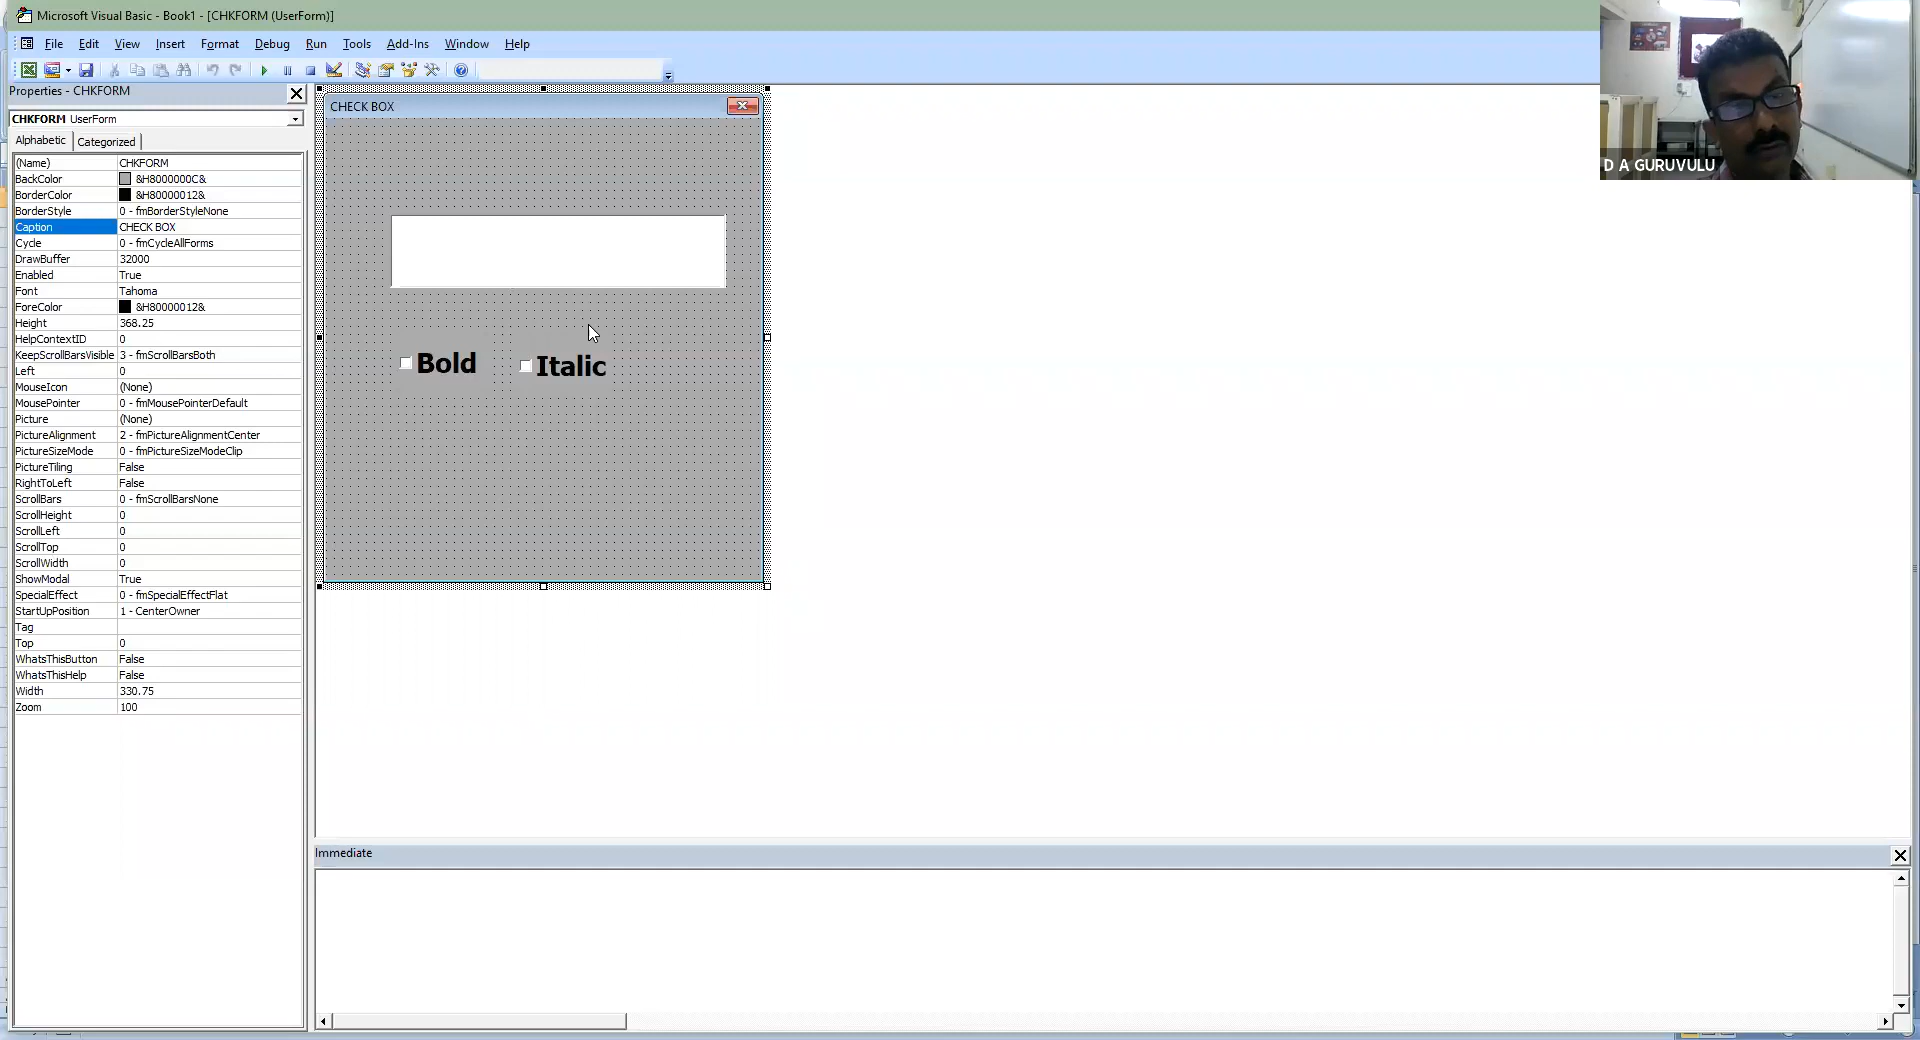 Microsoft Visual Basic - Book1 - [CHKFORM (UserForm)]
File Edit View Insert Format Debug Run Tools Add-Ins Window Help
Properties - CHKFORM
CHKFORM UserForm
Alphabetic Categorized
(Name) CHKFORM
BackColor &H8000000C&
BorderColor &H80000012&
BorderStyle 0 - fmBorderStyleNone
Caption CHECK BOX
Cycle 0 - fmCycleAllForms
DrawBuffer 32000
Enabled True
Font Tahoma
ForeColor &H80000012&
Height 368.25
HelpContextID 0
KeepScrollBarsVisible 3 - fmScrollBarsBoth
Left 0
MouseIcon (None)
MousePointer 0 - fmMousePointerDefault
Picture (None)
PictureAlignment 2 - fmPictureAlignmentCenter
PictureSizeMode 0 - fmPictureSizeModeClip
PictureTiling False
RightToLeft False
ScrollBars 0 - fmScrollBarsNone
ScrollHeight 0
ScrollLeft 0
ScrollTop 0
ScrollWidth 0
ShowModal True
SpecialEffect 0 - fmSpecialEffectFlat
StartUpPosition 1 - CenterOwner
Tag
Top 0
WhatsThisButton False
WhatsThisHelp False
Width 330.75
Zoom 100
CHECK BOX
Bold Italic
Immediate
D A GURUVULU